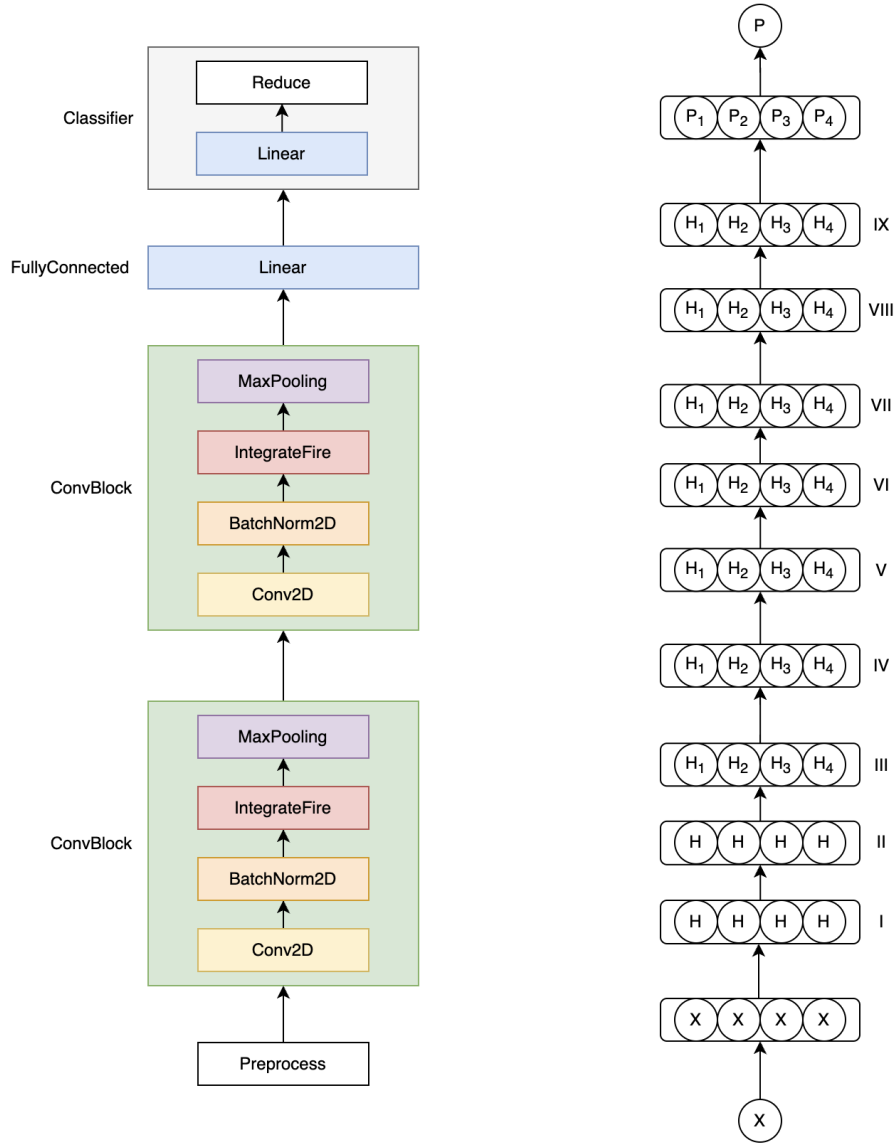 Classifier
Reduce
Linear
FullyConnected
Linear
ConvBlock
MaxPooling
IntegrateFire
BatchNorm2D
Conv2D
ConvBlock
MaxPooling
IntegrateFire
BatchNorm2D
Conv2D
Preprocess
P
P₁ P₂ P₃ P₄
H₁ H₂ H₃ H₄ IX
H₁ H₂ H₃ H₄ VIII
H₁ H₂ H₃ H₄ VII
H₁ H₂ H₃ H₄ VI
H₁ H₂ H₃ H₄ V
H₁ H₂ H₃ H₄ IV
H₁ H₂ H₃ H₄ III
H H H H II
H H H H I
X X X X
X